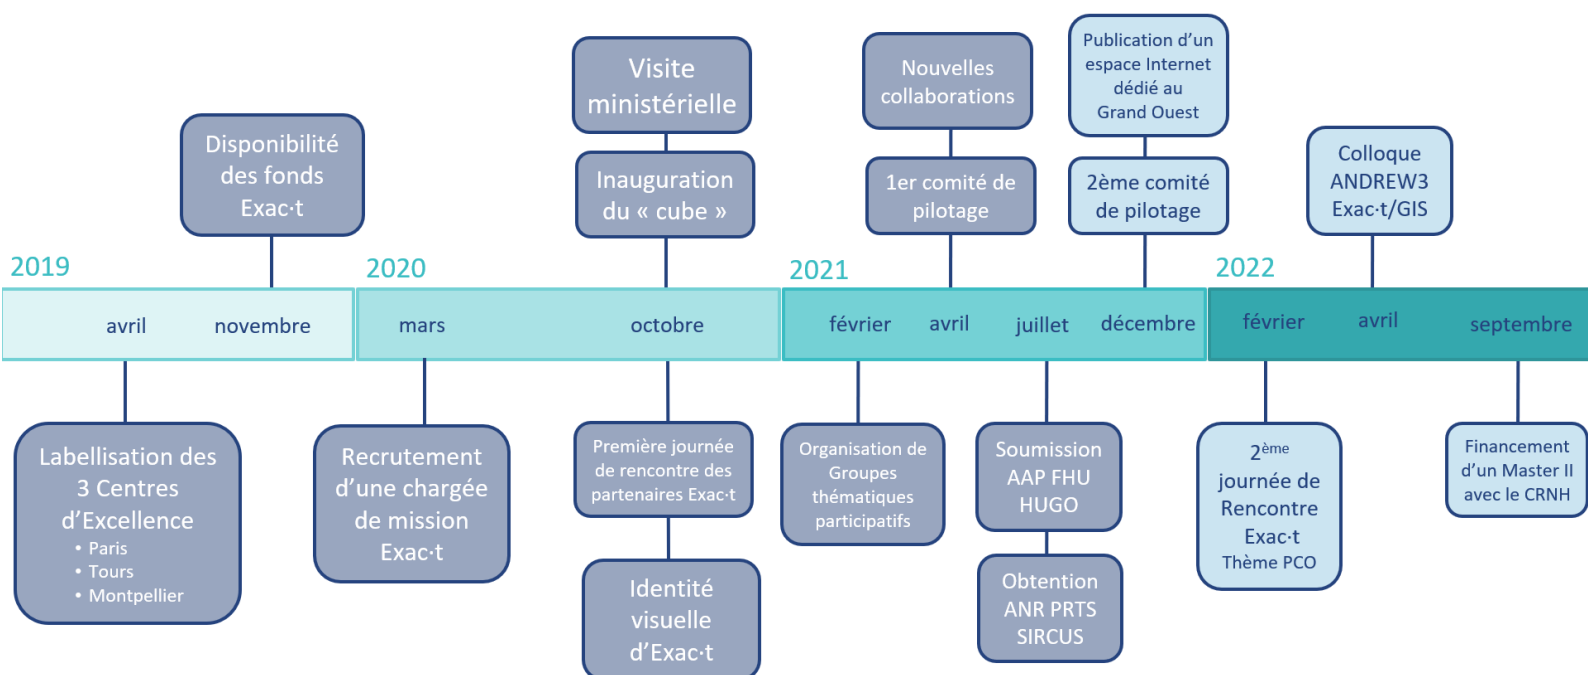 Visite
ministérielle
Nouvelles
collaborations
Publication d’un
espace Internet
dédié au
Grand Ouest
Disponibilité
des fonds
Exac·t
Inauguration
du « cube »
1er comité de
pilotage
2ème comité
de pilotage
Colloque
ANDREW3
Exac·t/GIS
2019
2020
2021
2022
avril
novembre
mars
octobre
février
avril
juillet
décembre
février
avril
septembre
Labellisation des
3 Centres
d’Excellence
• Paris
• Tours
• Montpellier
Recrutement
d’une chargée
de mission
Exac·t
Première journée
de rencontre des
partenaires Exac·t
Identité
visuelle
d’Exac·t
Organisation de
Groupes
thématiques
participatifs
Soumission
AAP FHU
HUGO
Obtention
ANR PRTS
SIRCUS
2ème
journée de
Rencontre
Exac·t
Thème PCO
Financement
d’un Master II
avec le CRNH